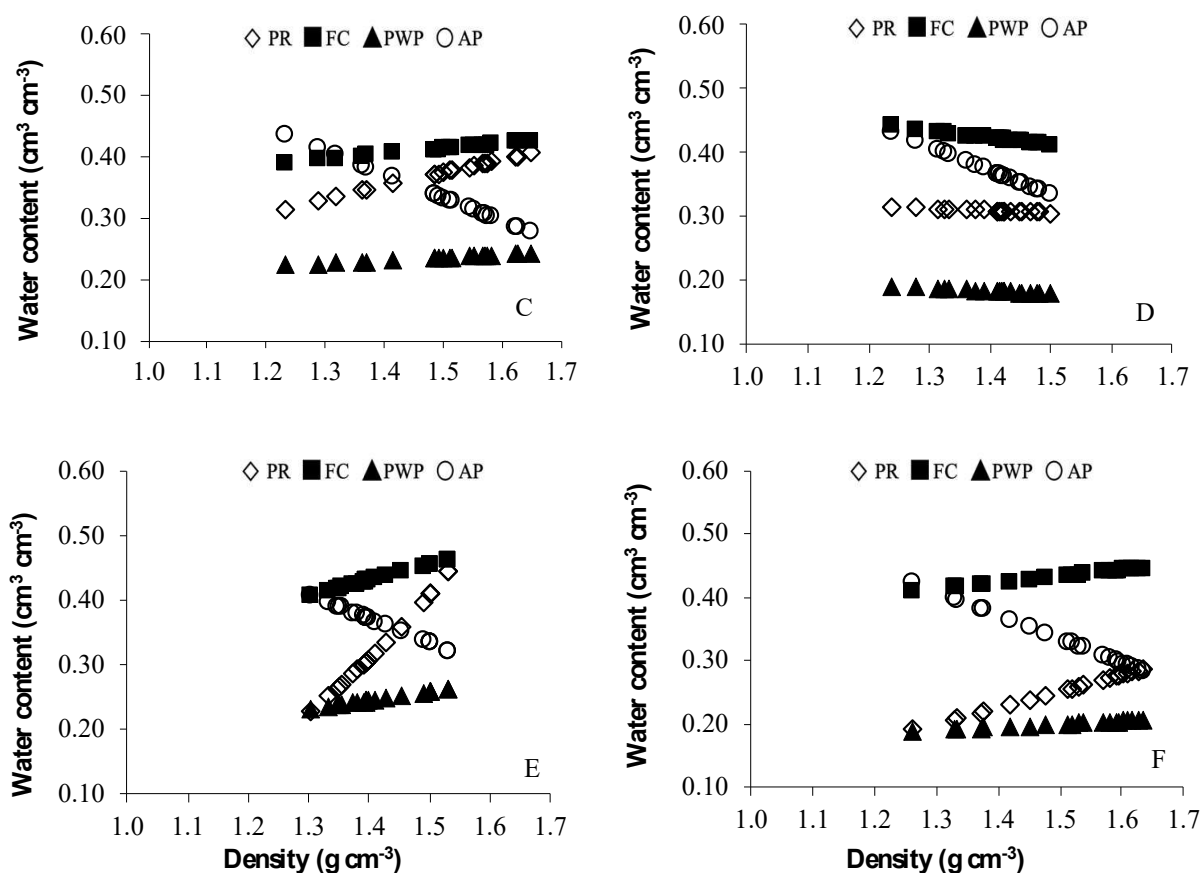 ◇ PR ■ FC ▲ PWP ○ AP
Water content (cm³ cm⁻³)
0.60
0.50
0.40
0.30
0.20
0.10
C
1.0 1.1 1.2 1.3 1.4 1.5 1.6 1.7
◇ PR ■ FC ▲ PWP ○ AP
Water content (cm³ cm⁻³)
0.60
0.50
0.40
0.30
0.20
0.10
D
1.0 1.1 1.2 1.3 1.4 1.5 1.6 1.7
◇ PR ■ FC ▲ PWP ○ AP
Water content (cm³ cm⁻³)
0.60
0.50
0.40
0.30
0.20
0.10
E
1.0 1.1 1.2 1.3 1.4 1.5 1.6 1.7
Density (g cm⁻³)
◇ PR ■ FC ▲ PWP ○ AP
Water content (cm³ cm⁻³)
0.60
0.50
0.40
0.30
0.20
0.10
F
1.0 1.1 1.2 1.3 1.4 1.5 1.6 1.7
Density (g cm⁻³)